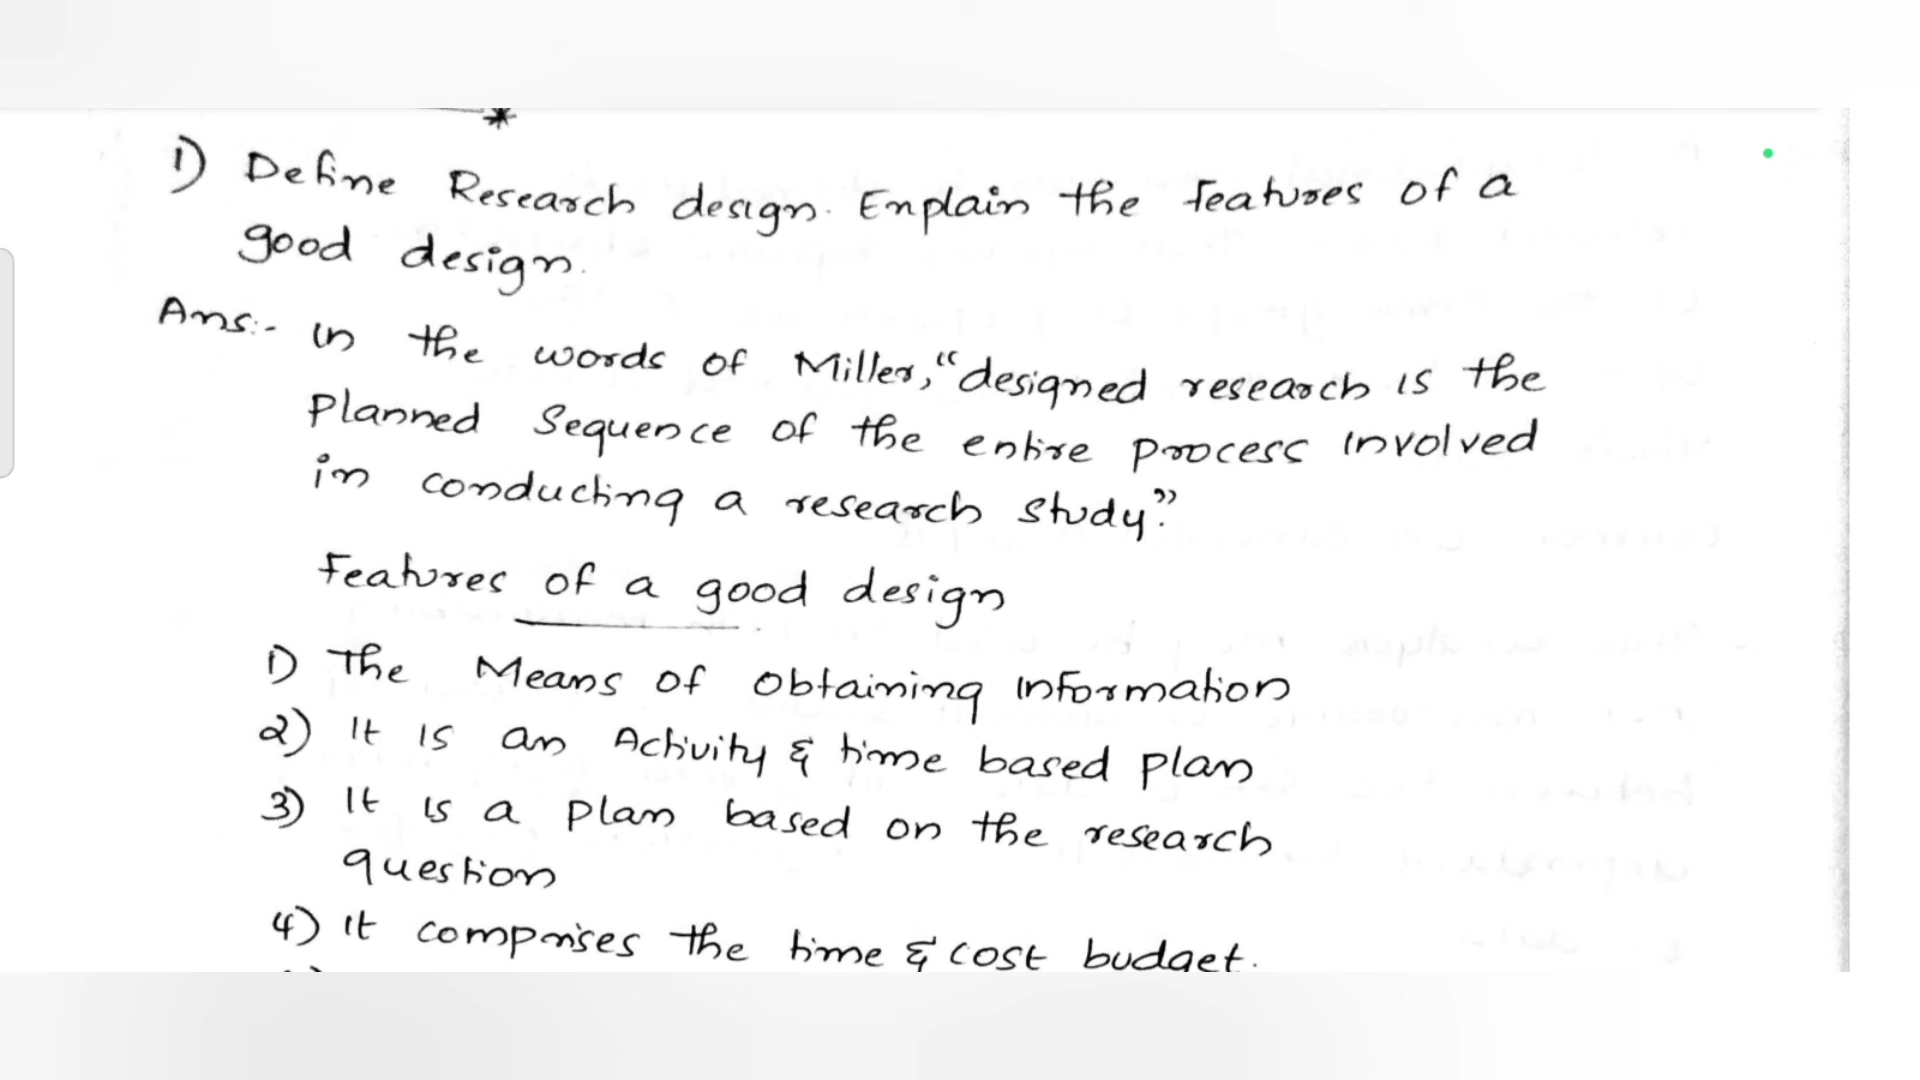 1) Define Research design. Explain the features of a
good design.
Ans:- in the words of Miller, "designed research is the
planned sequence of the entire process involved
in conducting a research study."
Features of a good design
1) The Means of obtaining information
2) It is an Activity & time based plan
3) It is a plan based on the research
question
4) It comprises the time & cost budget.